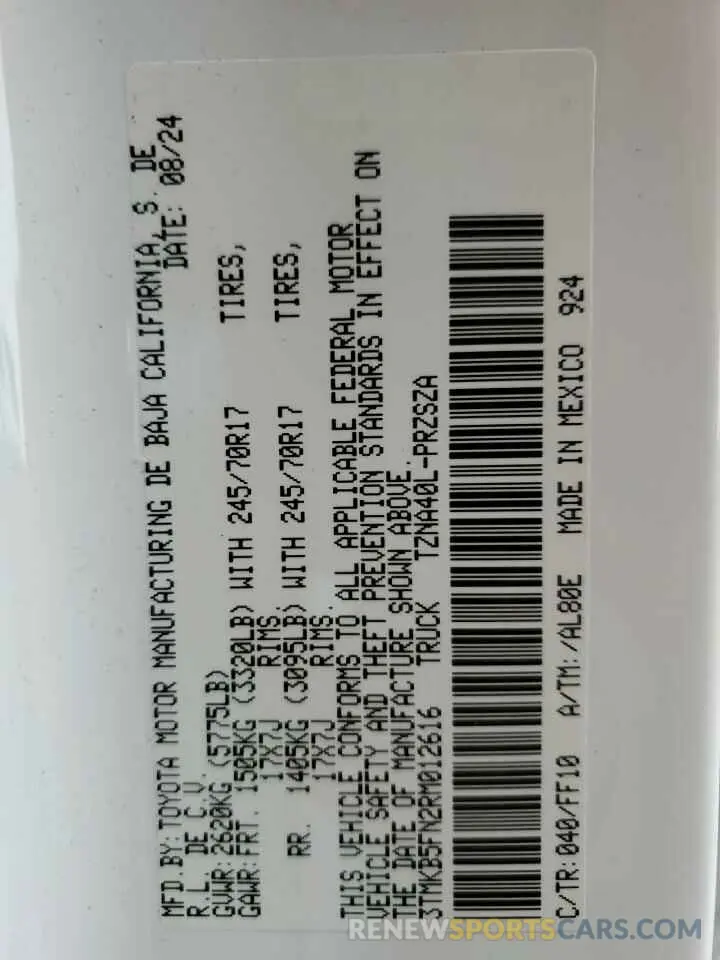 MFD.BY:TOYOTA MOTOR MANUFACTURING DE BAJA CALIFORNIA, S. DE
R.L. DE C.V. DATE: 08/24
GVWR:2620KG (5775LB)
GAWR:FRT. 1505KG (3320LB) WITH 245/70R17 TIRES,
17X7J RIMS.
RR. 1405KG (3095LB) WITH 245/70R17 TIRES,
17X7J RIMS.
THIS VEHICLE CONFORMS TO ALL APPLICABLE FEDERAL MOTOR
VEHICLE SAFETY AND THEFT PREVENTION STANDARDS IN EFFECT ON
THE DATE OF MANUFACTURE SHOWN ABOVE.
3TMKB5FN2RM012616 TRUCK TZNA40L-PRZSZA
C/TR:040/FF10 A/TM:/AL80E MADE IN MEXICO 924
RENEWSPORTSCARS.COM